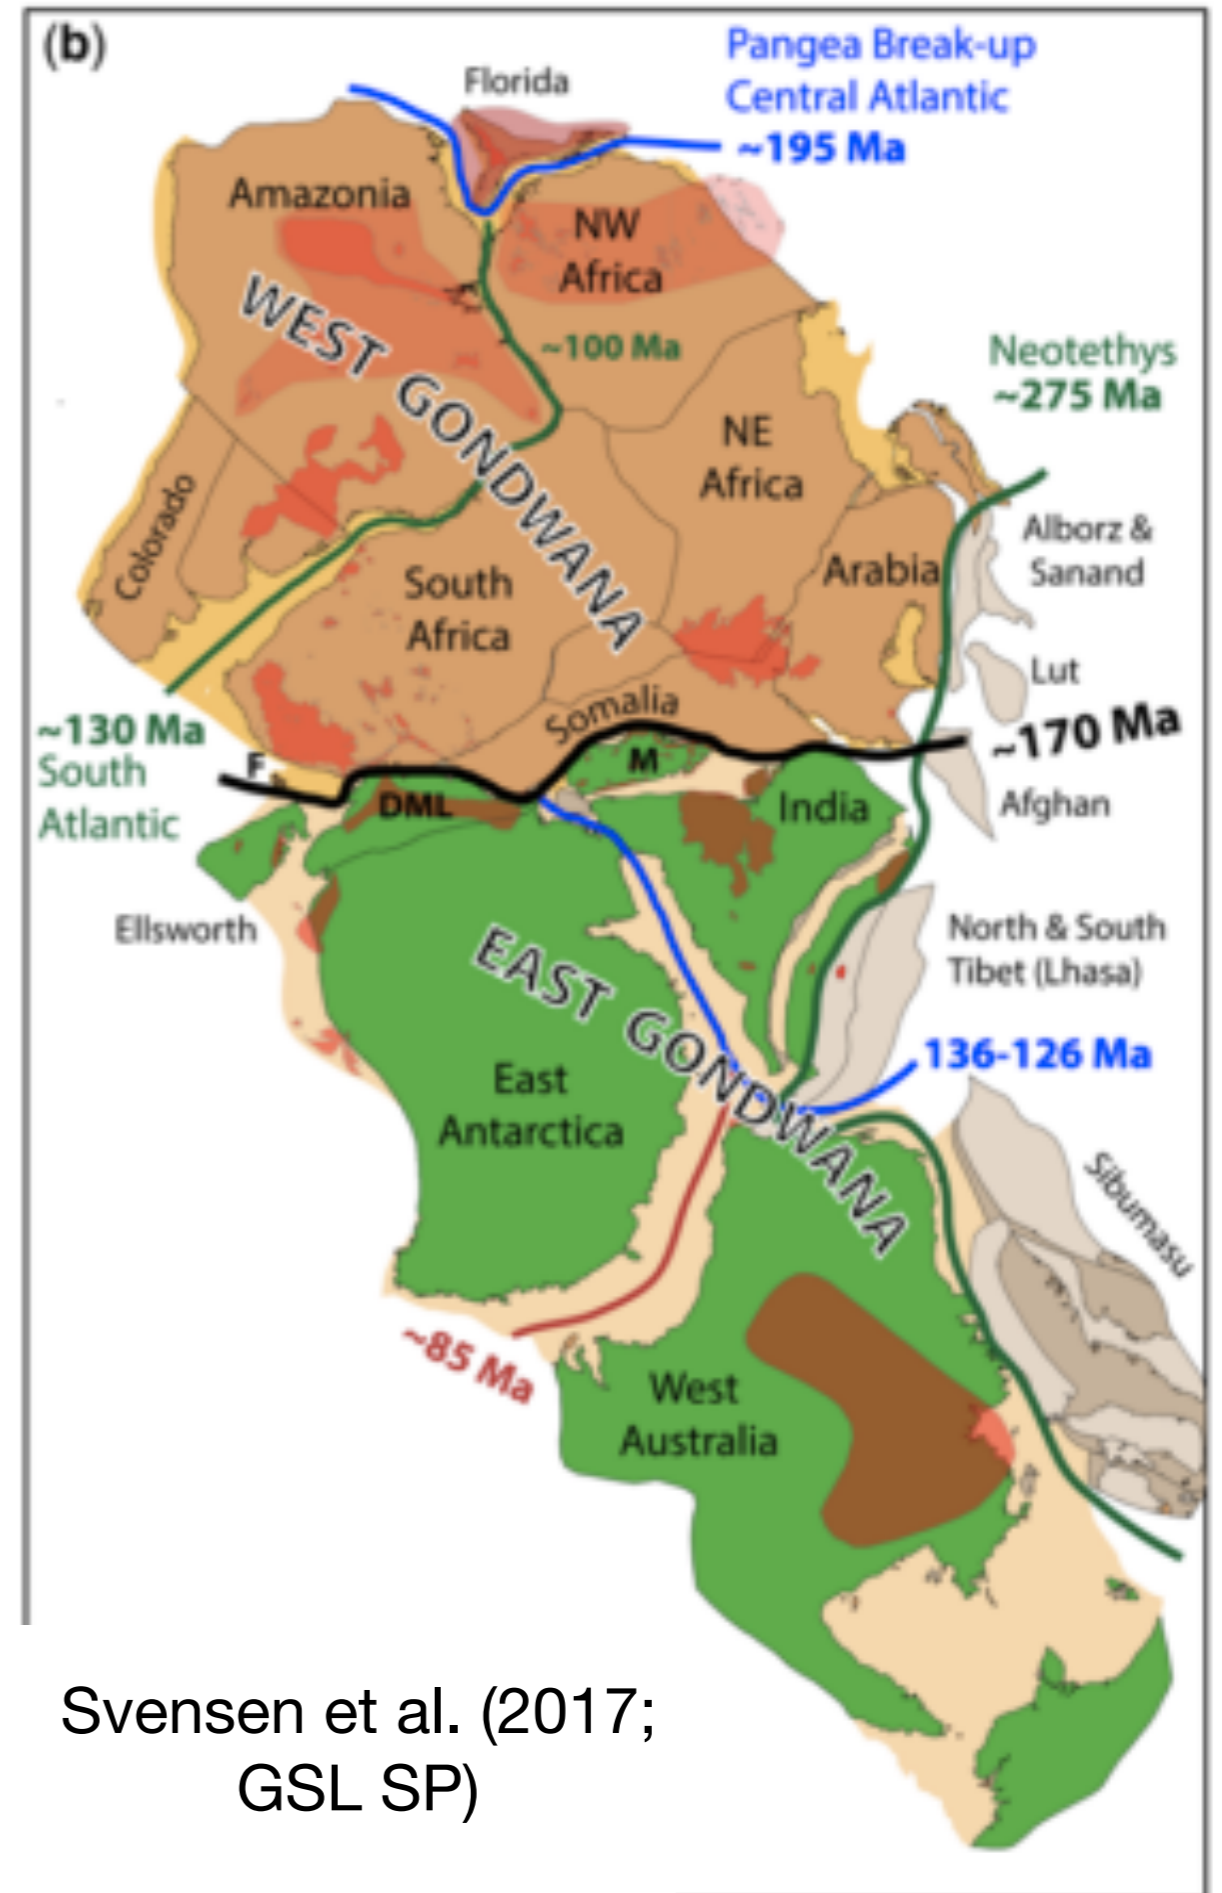 (b)
Pangea Break-up
Central Atlantic
~195 Ma
Florida
Amazonia
NW
Africa
WEST GONDWANA
~100 Ma
Neotethys
~275 Ma
NE
Africa
Colorado
Alborz &
Sanand
Arabia
South
Africa
Lut
Somalia
~170 Ma
~130 Ma
South
Atlantic
F
M
DML
India
Afghan
Ellsworth
North & South
Tibet (Lhasa)
EAST GONDWANA
136-126 Ma
East
Antarctica
Sibumasu
~85 Ma
West
Australia
Svensen et al. (2017;
GSL SP)